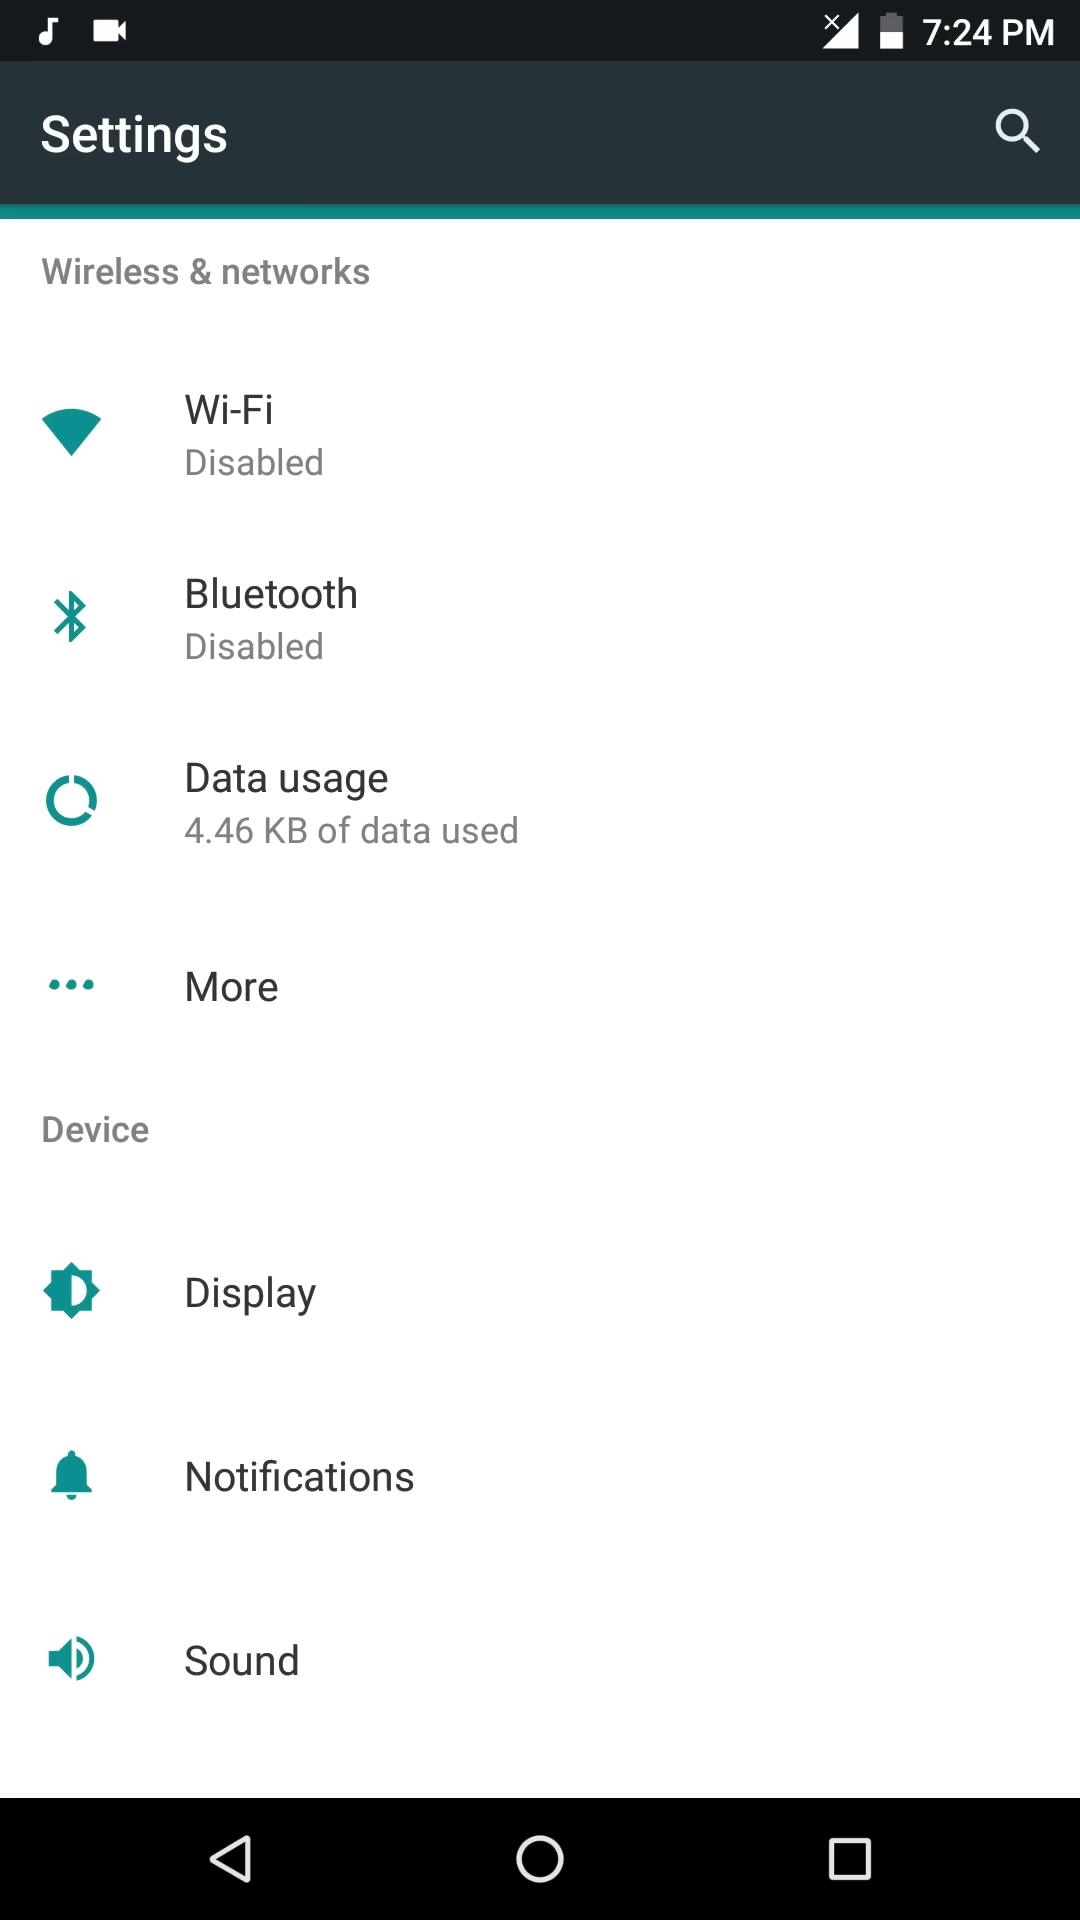 7:24 PM
Settings
Wireless & networks
Wi-Fi
Disabled
Bluetooth
Disabled
Data usage
4.46 KB of data used
More
Device
Display
Notifications
Sound